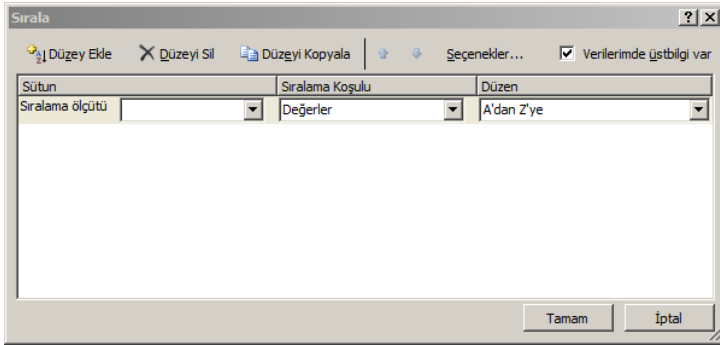 Sırala
Düzey Ekle Düzeyi Sil Düzeyi Kopyala Seçenekler... Verilerimde üstbilgi var
Sütun Sıralama Koşulu Düzen
Sıralama ölçütü Değerler A'dan Z'ye
Tamam İptal